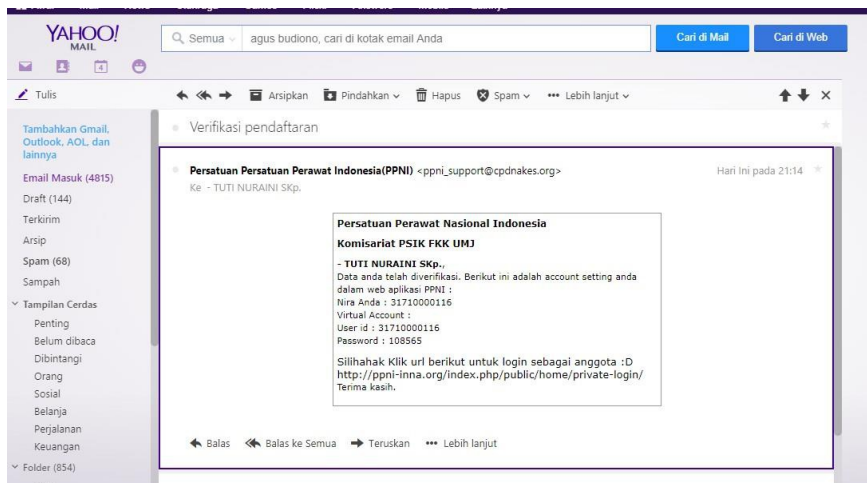 YAHOO!
MAIL
Semua
agus budiono, cari di kotak email Anda
Cari di Mail
Cari di Web
4
Tulis
Arsipkan
Pindahkan
Hapus
Spam
Lebih lanjut
Tambahkan Gmail,
Outlook, AOL, dan
lainnya
Email Masuk (4815)
Draft (144)
Terkirim
Arsip
Spam (68)
Sampah
Tampilan Cerdas
Penting
Belum dibaca
Dibintangi
Orang
Sosial
Belanja
Perjalanan
Keuangan
Folder (854)
Verifikasi pendaftaran
Persatuan Persatuan Perawat Indonesia(PPNI) <ppni_support@cpdnakes.org>
Hari Ini pada 21:14
Ke - TUTI NURAINI SKp.
Persatuan Perawat Nasional Indonesia
Komisariat PSIK FKK UMJ
- TUTI NURAINI SKp.,
Data anda telah diverifikasi. Berikut ini adalah account setting anda
dalam web aplikasi PPNI :
Nira Anda : 31710000116
Virtual Account :
User id : 31710000116
Password : 108565
Silihahak Klik url berikut untuk login sebagai anggota :D
http://ppni-inna.org/index.php/public/home/private-login/
Terima kasih.
Balas
Balas ke Semua
Teruskan
Lebih lanjut